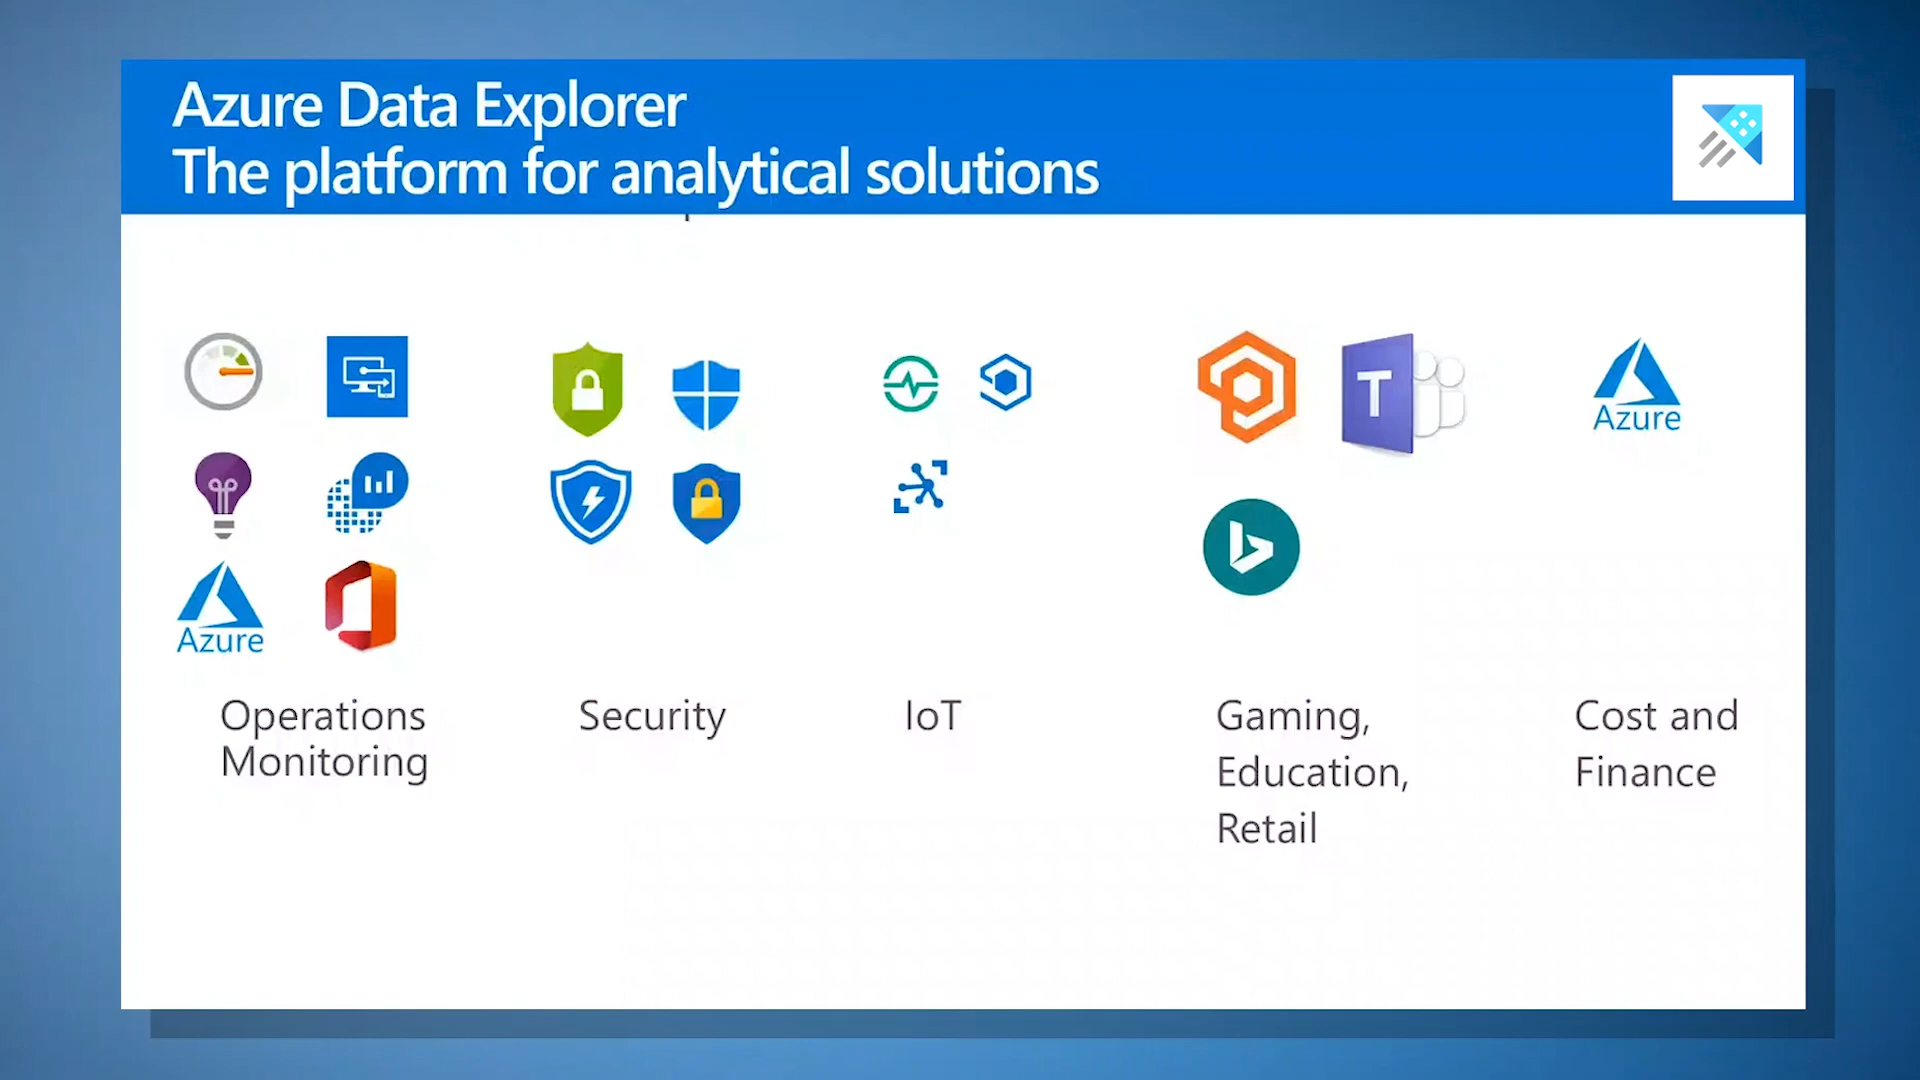 Azure Data Explorer
The platform for analytical solutions
T
Azure
Azure
Operations
Monitoring
Security
IoT
Gaming,
Education,
Retail
Cost and
Finance